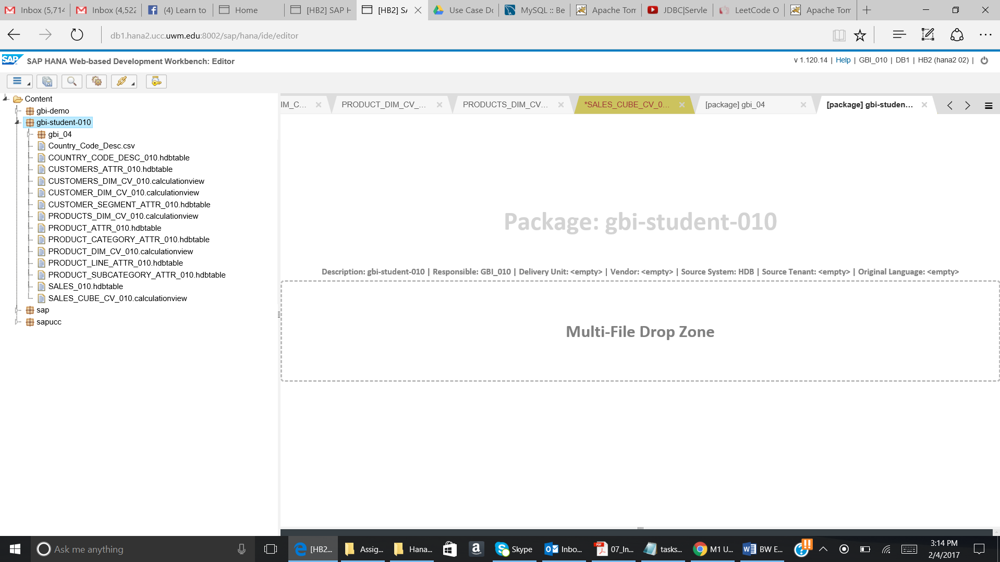 Inbox (5,714
Inbox (4,522
(4) Learn to
Home
[HB2] SAP H
[HB2] SA
Use Case Do
MySQL :: Be
Apache Tom
JDBC|Servle
LeetCode O
Apache Tom
db1.hana2.ucc.uwm.edu:8002/sap/hana/ide/editor
SAP SAP HANA Web-based Development Workbench: Editor
v 1.120.14 | Help | GBI_010 | DB1 | HB2 (hana2 02) |
Content
gbi-demo
gbi-student-010
gbi_04
Country_Code_Desc.csv
COUNTRY_CODE_DESC_010.hdbtable
CUSTOMERS_ATTR_010.hdbtable
CUSTOMERS_DIM_CV_010.calculationview
CUSTOMER_DIM_CV_010.calculationview
CUSTOMER_SEGMENT_ATTR_010.hdbtable
PRODUCTS_DIM_CV_010.calculationview
PRODUCT_ATTR_010.hdbtable
PRODUCT_CATEGORY_ATTR_010.hdbtable
PRODUCT_DIM_CV_010.calculationview
PRODUCT_LINE_ATTR_010.hdbtable
PRODUCT_SUBCATEGORY_ATTR_010.hdbtable
SALES_010.hdbtable
SALES_CUBE_CV_010.calculationview
sap
sapucc
IM_C...
PRODUCT_DIM_CV_...
PRODUCTS_DIM_CV...
*SALES_CUBE_CV_0...
[package] gbi_04
[package] gbi-studen...
Package: gbi-student-010
Description: gbi-student-010 | Responsible: GBI_010 | Delivery Unit: <empty> | Vendor: <empty> | Source System: HDB | Source Tenant: <empty> | Original Language: <empty>
Multi-File Drop Zone
Ask me anything
[HB2...
Assig...
Hana...
Skype
Inbo...
07_In...
tasks...
M1 U...
BW E...
3:14 PM
2/4/2017